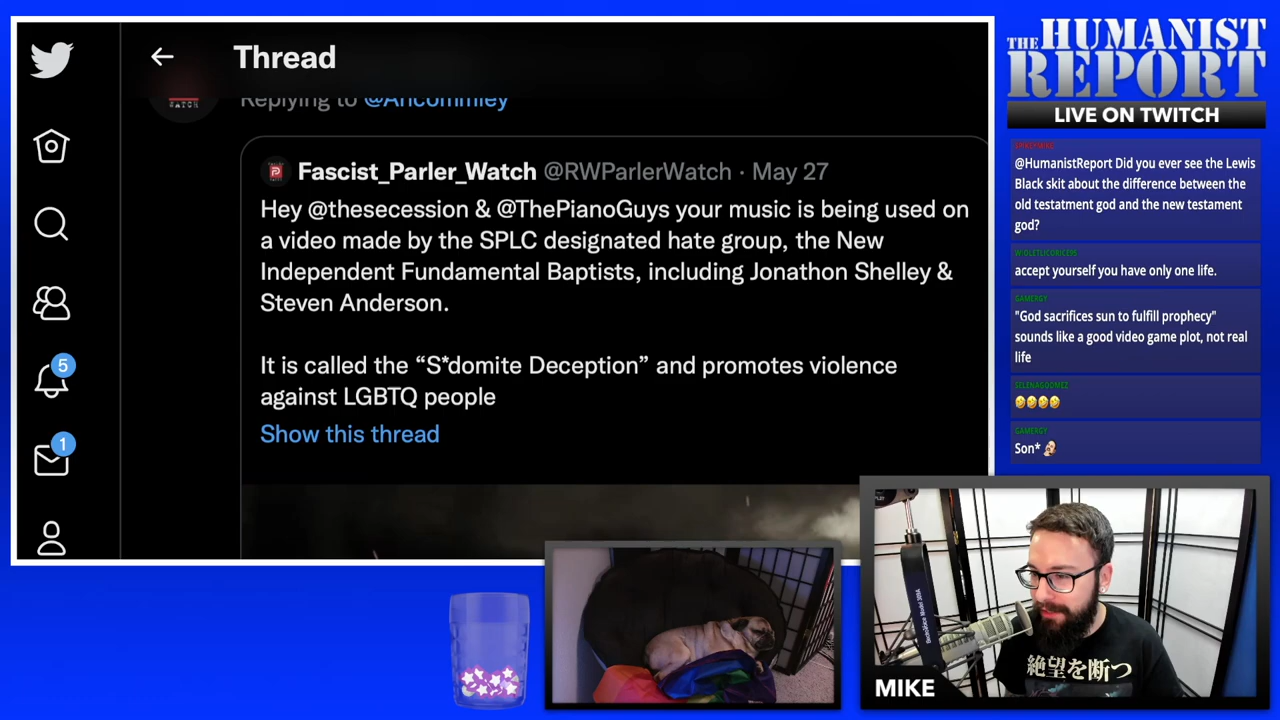 Thread
Replying to @Ancommiey
Fascist_Parler_Watch @RWParlerWatch · May 27
Hey @thesecession & @ThePianoGuys your music is being used on
a video made by the SPLC designated hate group, the New
Independent Fundamental Baptists, including Jonathon Shelley &
Steven Anderson.
It is called the “S*domite Deception” and promotes violence
against LGBTQ people
Show this thread
5
1
THE HUMANIST
REPORT
LIVE ON TWITCH
@HumanistReport Did you ever see the Lewis
Black skit about the difference between the
old testatment god and the new testament
god?
accept yourself you have only one life.
GAMERGY
"God sacrifices sun to fulfill prophecy"
sounds like a good video game plot, not real
life
SELENAGOOMEZ
GAMERGY
Son*
絶望を断つ
MIKE